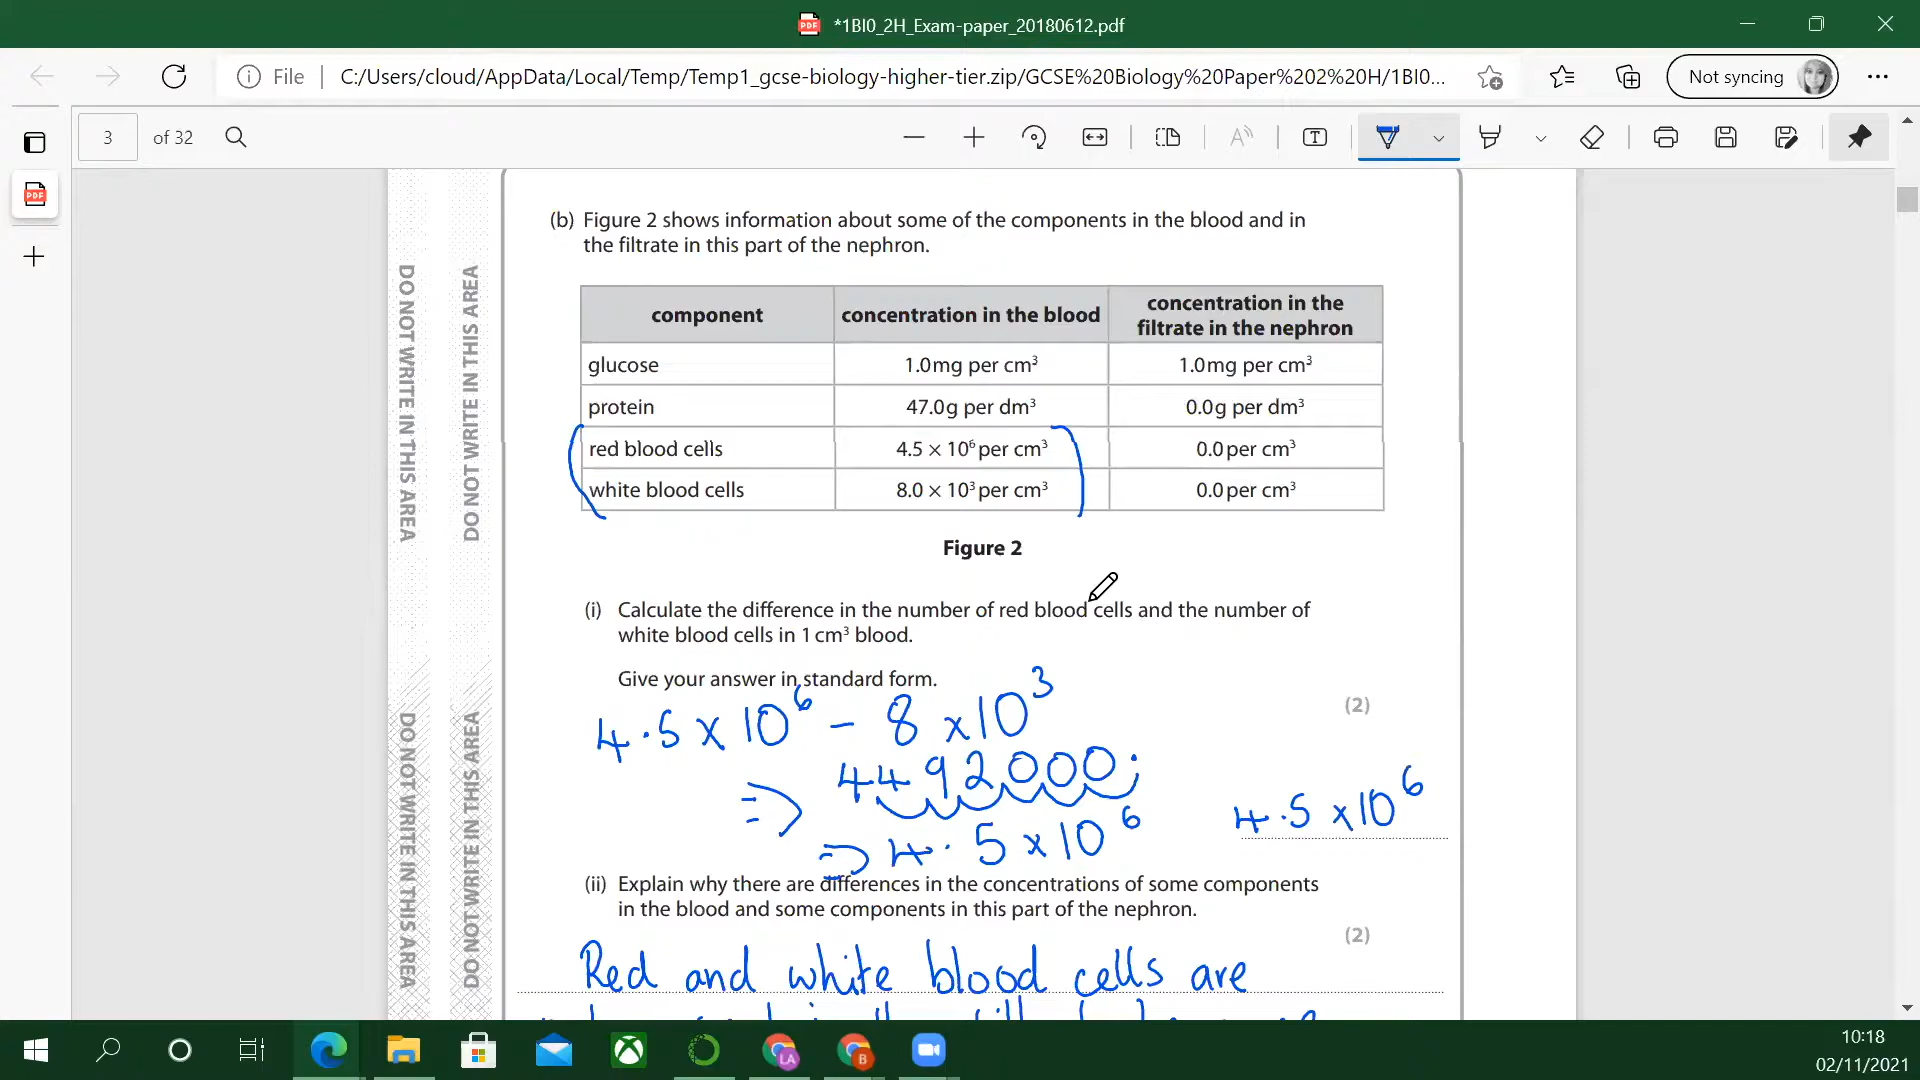 *1BI0_2H_Exam-paper_20180612.pdf
File
C:/Users/cloud/AppData/Local/Temp/Temp1_gcse-biology-higher-tier.zip/GCSE%20Biology%20Paper%202%20H/1BI0...
Not syncing
3 of 32
(b) Figure 2 shows information about some of the components in the blood and in
the filtrate in this part of the nephron.
component concentration in the blood concentration in the filtrate in the nephron
glucose 1.0mg per cm³ 1.0mg per cm³
protein 47.0g per dm³ 0.0g per dm³
red blood cells 4.5 × 10⁶ per cm³ 0.0 per cm³
white blood cells 8.0 × 10³ per cm³ 0.0 per cm³
Figure 2
(i) Calculate the difference in the number of red blood cells and the number of
white blood cells in 1 cm³ blood.
Give your answer in standard form.
(2)
4.5 x 10⁶ - 8 x10³
=> 4492000.
=> 4.5 x10⁶
4.5 x10⁶
(ii) Explain why there are differences in the concentrations of some components
in the blood and some components in this part of the nephron.
(2)
Red and white blood cells are
DO NOT WRITE IN THIS AREA
DO NOT WRITE IN THIS AREA
DO NOT WRITE IN THIS AREA
DO NOT WRITE IN THIS AREA
LA
B
10:18
02/11/2021